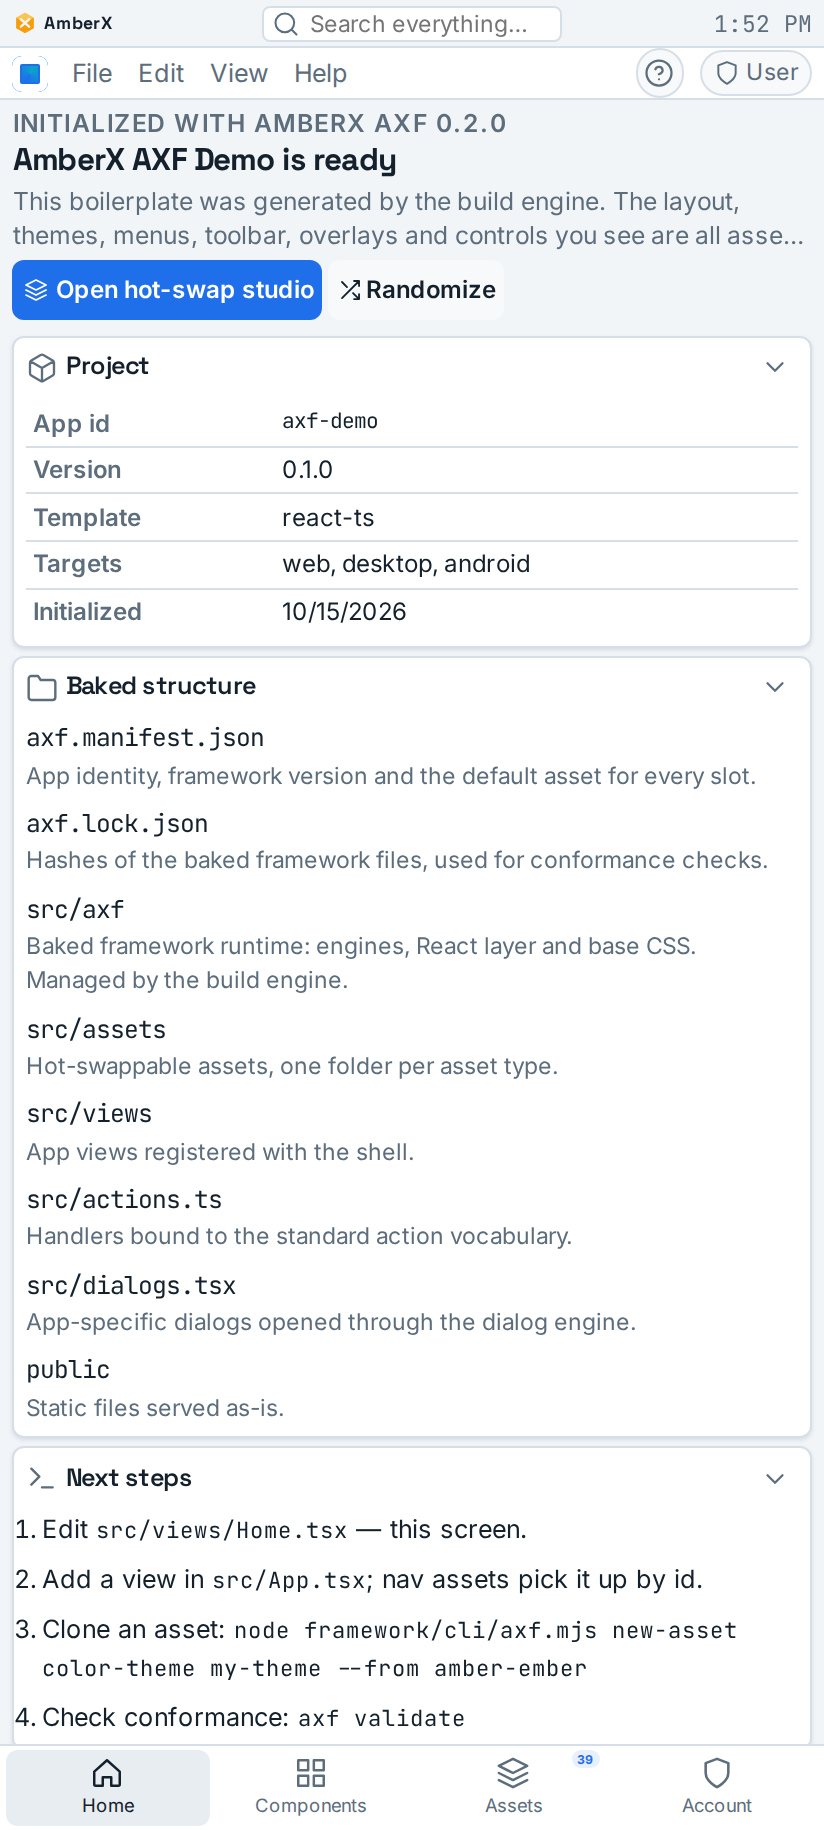 AmberX
Search everything...
1:52 PM
File Edit View Help
User
INITIALIZED WITH AMBERX AXF 0.2.0
AmberX AXF Demo is ready
This boilerplate was generated by the build engine. The layout,
themes, menus, toolbar, overlays and controls you see are all asse...
Open hot-swap studio
Randomize
Project
App id axf-demo
Version 0.1.0
Template react-ts
Targets web, desktop, android
Initialized 10/15/2026
Baked structure
axf.manifest.json
App identity, framework version and the default asset for every slot.
axf.lock.json
Hashes of the baked framework files, used for conformance checks.
src/axf
Baked framework runtime: engines, React layer and base CSS.
Managed by the build engine.
src/assets
Hot-swappable assets, one folder per asset type.
src/views
App views registered with the shell.
src/actions.ts
Handlers bound to the standard action vocabulary.
src/dialogs.tsx
App-specific dialogs opened through the dialog engine.
public
Static files served as-is.
Next steps
1. Edit src/views/Home.tsx — this screen.
2. Add a view in src/App.tsx; nav assets pick it up by id.
3. Clone an asset: node framework/cli/axf.mjs new-asset
color-theme my-theme --from amber-ember
4. Check conformance: axf validate
39
Home Components Assets Account